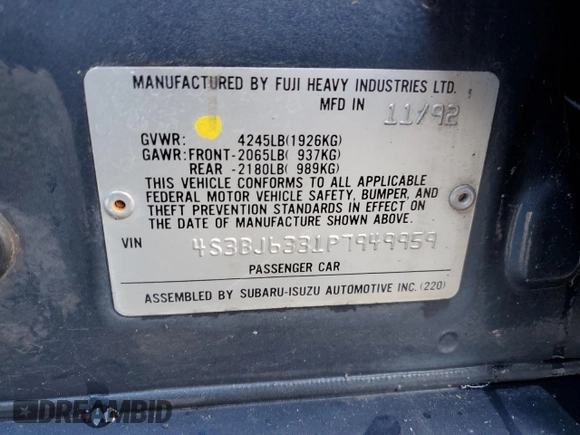 MANUFACTURED BY FUJI HEAVY INDUSTRIES LTD.
MFD IN 11/92
GVWR: 4245LB(1926KG)
GAWR:FRONT-2065LB( 937KG)
REAR -2180LB( 989KG)
THIS VEHICLE CONFORMS TO ALL APPLICABLE
FEDERAL MOTOR VEHICLE SAFETY, BUMPER, AND
THEFT PREVENTION STANDARDS IN EFFECT ON
THE DATE OF MANUFACTURE SHOWN ABOVE.
VIN 4S3BJ6331P7949959
PASSENGER CAR
ASSEMBLED BY SUBARU-ISUZU AUTOMOTIVE INC.(220)
DREAMBID